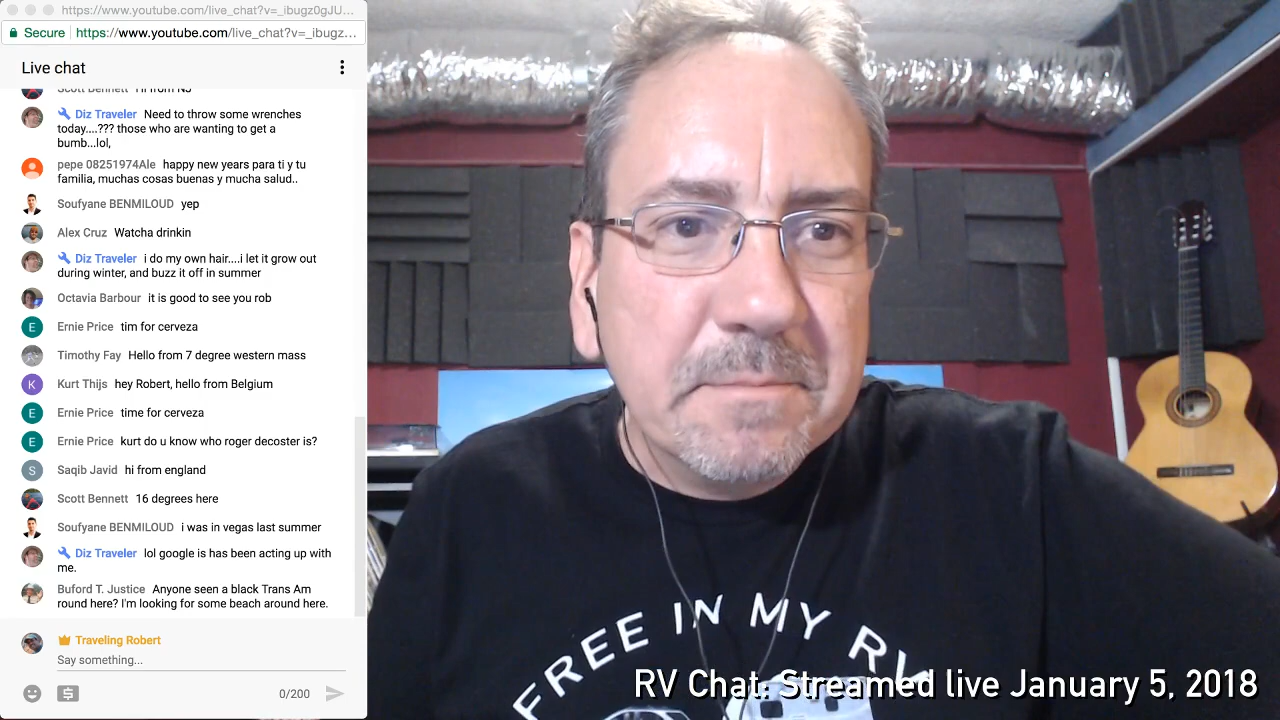 https://www.youtube.com/live_chat?v=_ibugz0gJU...
Secure https://www.youtube.com/live_chat?v=_ibugz...
Live chat
Scott Bennett Hi from NJ
Diz Traveler Need to throw some wrenches
today....??? those who are wanting to get a
bumb...lol,
pepe 08251974Ale happy new years para ti y tu
familia, muchas cosas buenas y mucha salud..
Soufyane BENMILOUD yep
Alex Cruz Watcha drinkin
Diz Traveler i do my own hair....i let it grow out
during winter, and buzz it off in summer
Octavia Barbour it is good to see you rob
E Ernie Price tim for cerveza
Timothy Fay Hello from 7 degree western mass
K Kurt Thijs hey Robert, hello from Belgium
E Ernie Price time for cerveza
E Ernie Price kurt do u know who roger decoster is?
S Saqib Javid hi from england
Scott Bennett 16 degrees here
Soufyane BENMILOUD i was in vegas last summer
Diz Traveler lol google is has been acting up with
me.
Buford T. Justice Anyone seen a black Trans Am
round here? I'm looking for some beach around here.
Traveling Robert
Say something...
0/200
FREE IN MY RV
RV Chat. Streamed live January 5, 2018